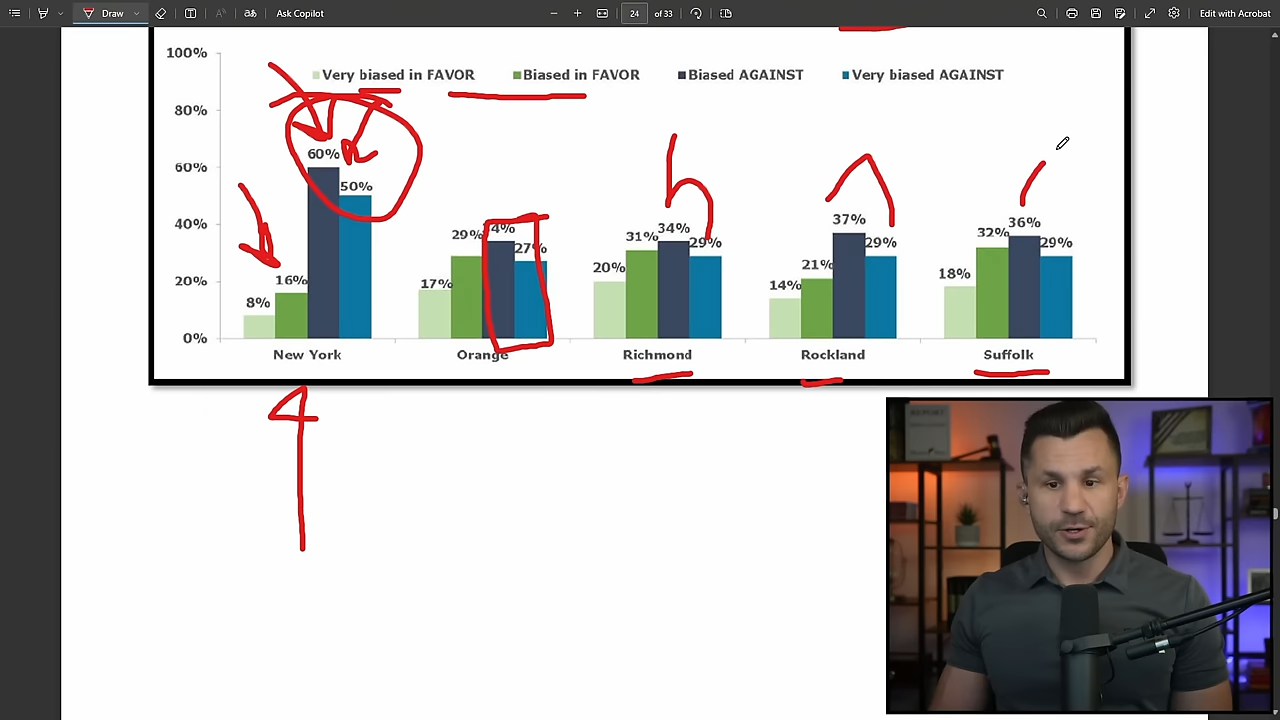 Draw
Ask Copilot
24 of 33
Edit with Acrobat
100%
80%
60%
40%
20%
0%
Very biased in FAVOR Biased in FAVOR Biased AGAINST Very biased AGAINST
8% 16% 60% 50%
17% 29% 27%
20% 31% 34% 29%
14% 21% 37% 29%
18% 32% 36% 29%
New York Orange Richmond Rockland Suffolk